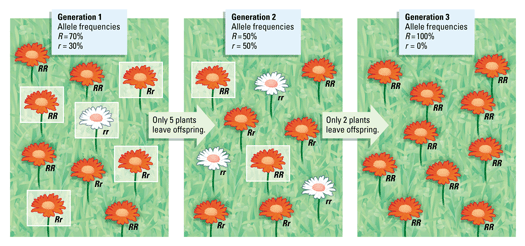 Generation 1
Allele frequencies
R = 70%
r = 30%
RR
Rr
RR
rr
RR
Rr
Rr
Rr
RR
RR
Only 5 plants
leave offspring.
Generation 2
Allele frequencies
R = 50%
r = 50%
RR
rr
Rr
Rr
rr
RR
Rr
rr
Rr
RR
Only 2 plants
leave offspring.
Generation 3
Allele frequencies
R = 100%
r = 0%
RR
RR
RR
RR
RR
RR
RR
RR
RR
RR
RR